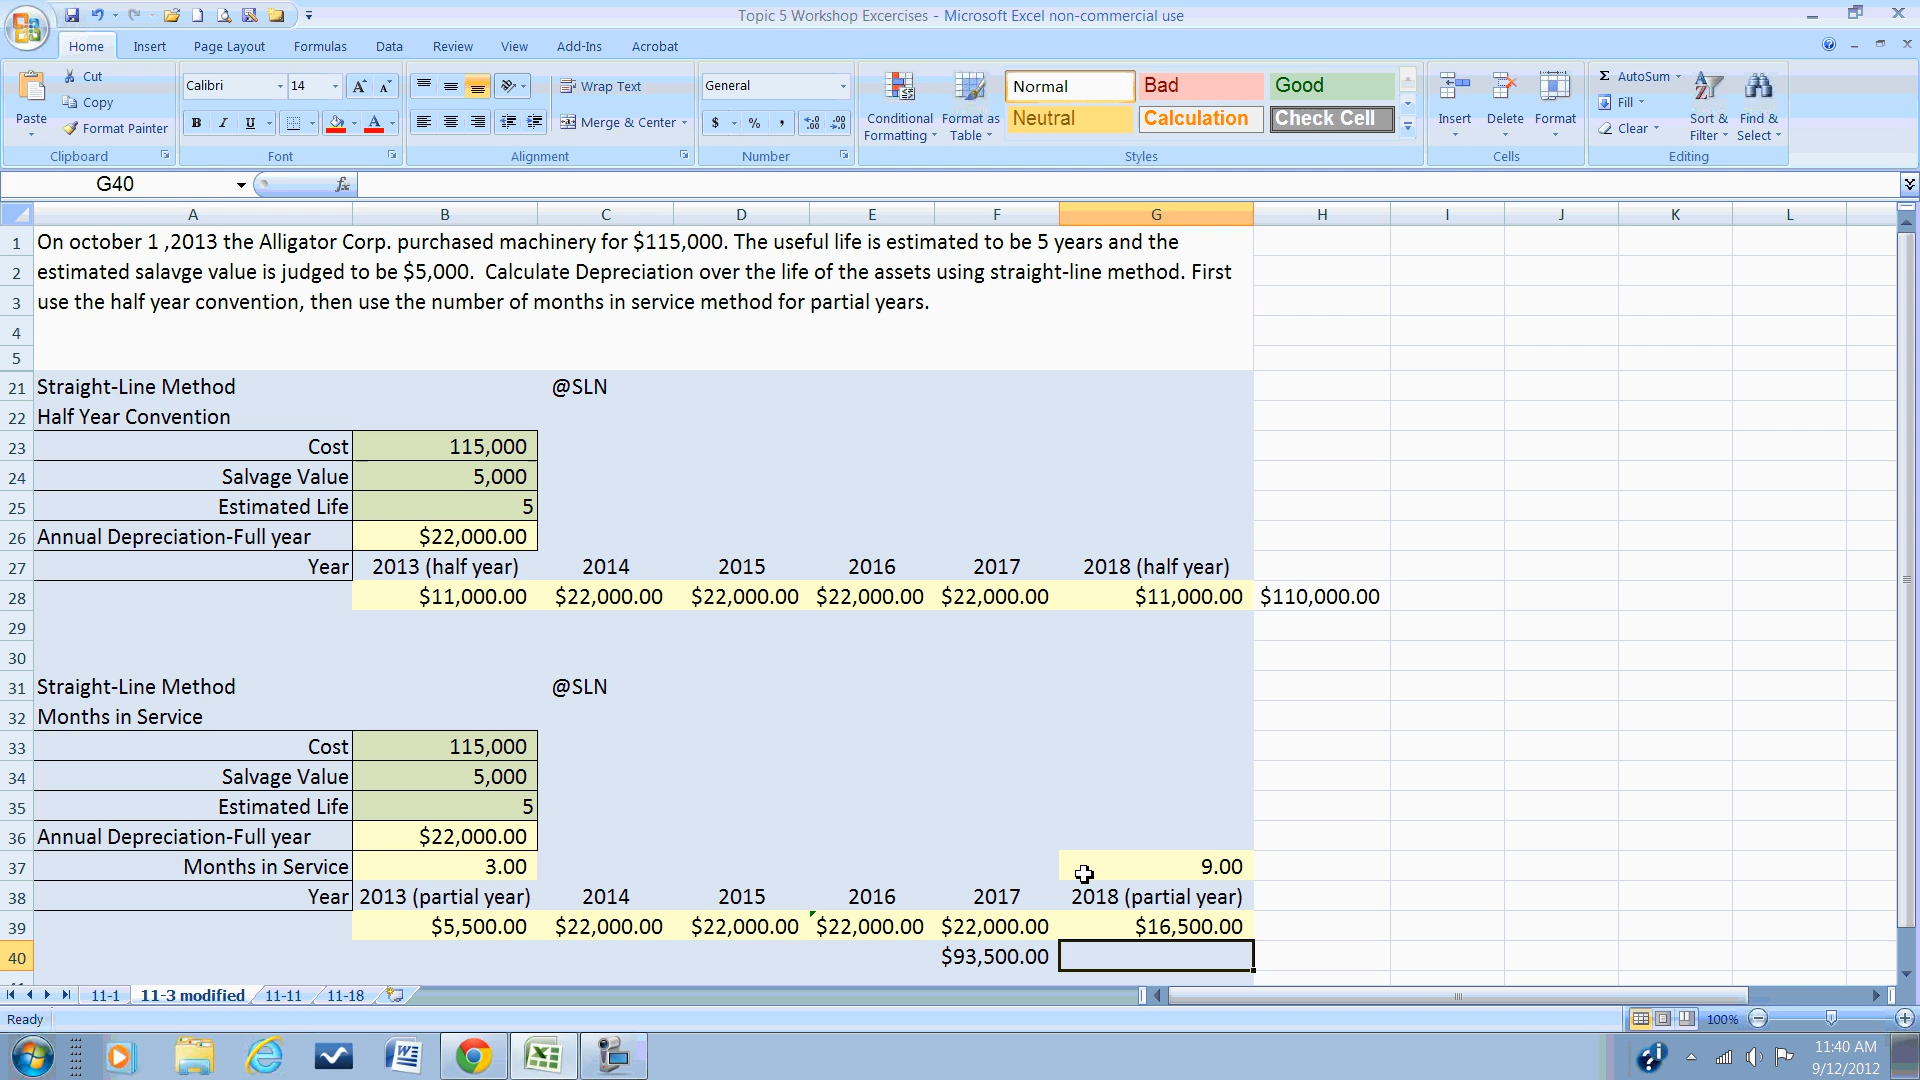 Topic 5 Workshop Excercises - Microsoft Excel non-commercial use
Home Insert Page Layout Formulas Data Review View Add-Ins Acrobat
Paste
Cut
Copy
Format Painter
Clipboard
Calibri 14
B I U
Font
Wrap Text
Merge & Center
Alignment
General
$ % ,
Number
Conditional Formatting
Format as Table
Normal Bad Good
Neutral Calculation Check Cell
Styles
Insert Delete Format
Cells
Σ AutoSum
Fill
Clear
Sort & Filter
Find & Select
Editing
G40 fx
A B C D E F G H I J K L
1 On october 1 ,2013 the Alligator Corp. purchased machinery for $115,000. The useful life is estimated to be 5 years and the
2 estimated salavge value is judged to be $5,000. Calculate Depreciation over the life of the assets using straight-line method. First
3 use the half year convention, then use the number of months in service method for partial years.
4
5
21 Straight-Line Method @SLN
22 Half Year Convention
23 Cost 115,000
24 Salvage Value 5,000
25 Estimated Life 5
26 Annual Depreciation-Full year $22,000.00
27 Year 2013 (half year) 2014 2015 2016 2017 2018 (half year)
28 $11,000.00 $22,000.00 $22,000.00 $22,000.00 $22,000.00 $11,000.00 $110,000.00
29
30
31 Straight-Line Method @SLN
32 Months in Service
33 Cost 115,000
34 Salvage Value 5,000
35 Estimated Life 5
36 Annual Depreciation-Full year $22,000.00
37 Months in Service 3.00 9.00
38 Year 2013 (partial year) 2014 2015 2016 2017 2018 (partial year)
39 $5,500.00 $22,000.00 $22,000.00 $22,000.00 $22,000.00 $16,500.00
40 $93,500.00
11-1 11-3 modified 11-11 11-18
Ready 100%
11:40 AM
9/12/2012